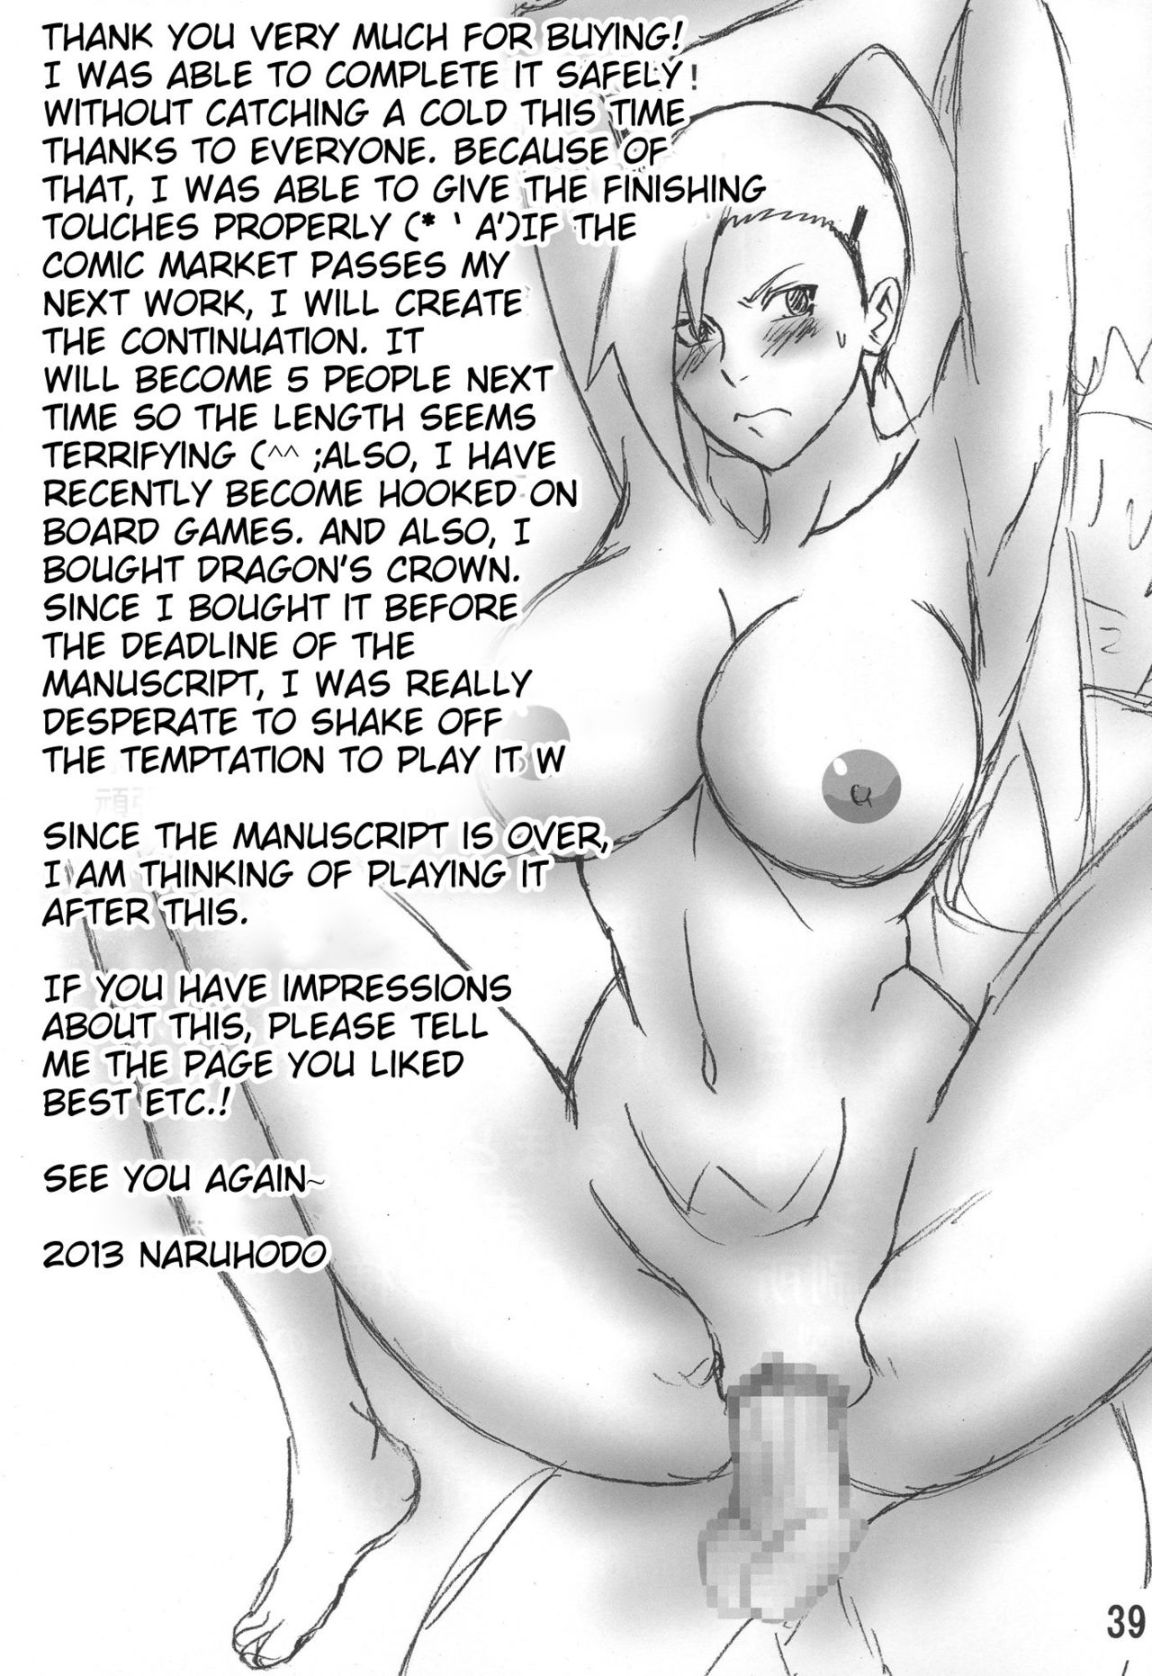 THANK YOU VERY MUCH FOR BUYING!
I WAS ABLE TO COMPLETE IT SAFELY!
WITHOUT CATCHING A COLD THIS TIME
THANKS TO EVERYONE. BECAUSE OF
THAT, I WAS ABLE TO GIVE THE FINISHING
TOUCHES PROPERLY (* ` A')IF THE
COMIC MARKET PASSES MY
NEXT WORK, I WILL CREATE
THE CONTINUATION. IT
WILL BECOME 5 PEOPLE NEXT
TIME SO THE LENGTH SEEMS
TERRIFYING (^^ ;ALSO, I HAVE
RECENTLY BECOME HOOKED ON
BOARD GAMES. AND ALSO, I
BOUGHT DRAGON'S CROWN.
SINCE I BOUGHT IT BEFORE
THE DEADLINE OF THE
MANUSCRIPT, I WAS REALLY
DESPERATE TO SHAKE OFF
THE TEMPTATION TO PLAY IT W
SINCE THE MANUSCRIPT IS OVER,
I AM THINKING OF PLAYING IT
AFTER THIS.
IF YOU HAVE IMPRESSIONS
ABOUT THIS, PLEASE TELL
ME THE PAGE YOU LIKED
BEST ETC.!
SEE YOU AGAIN~
2013 NARUHODO
39